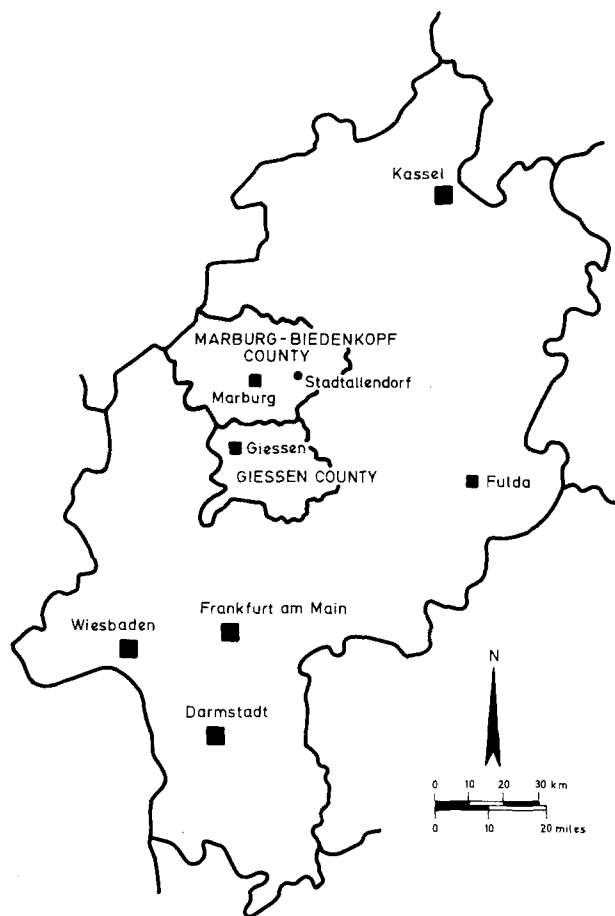 Kassel
MARBURG-BIEDENKOPF
COUNTY
Stadtallendorf
Marburg
Giessen
GIESSEN COUNTY
Fulda
Frankfurt am Main
Wiesbaden
N
Darmstadt
0 10 20 30 km
0 10 20 miles